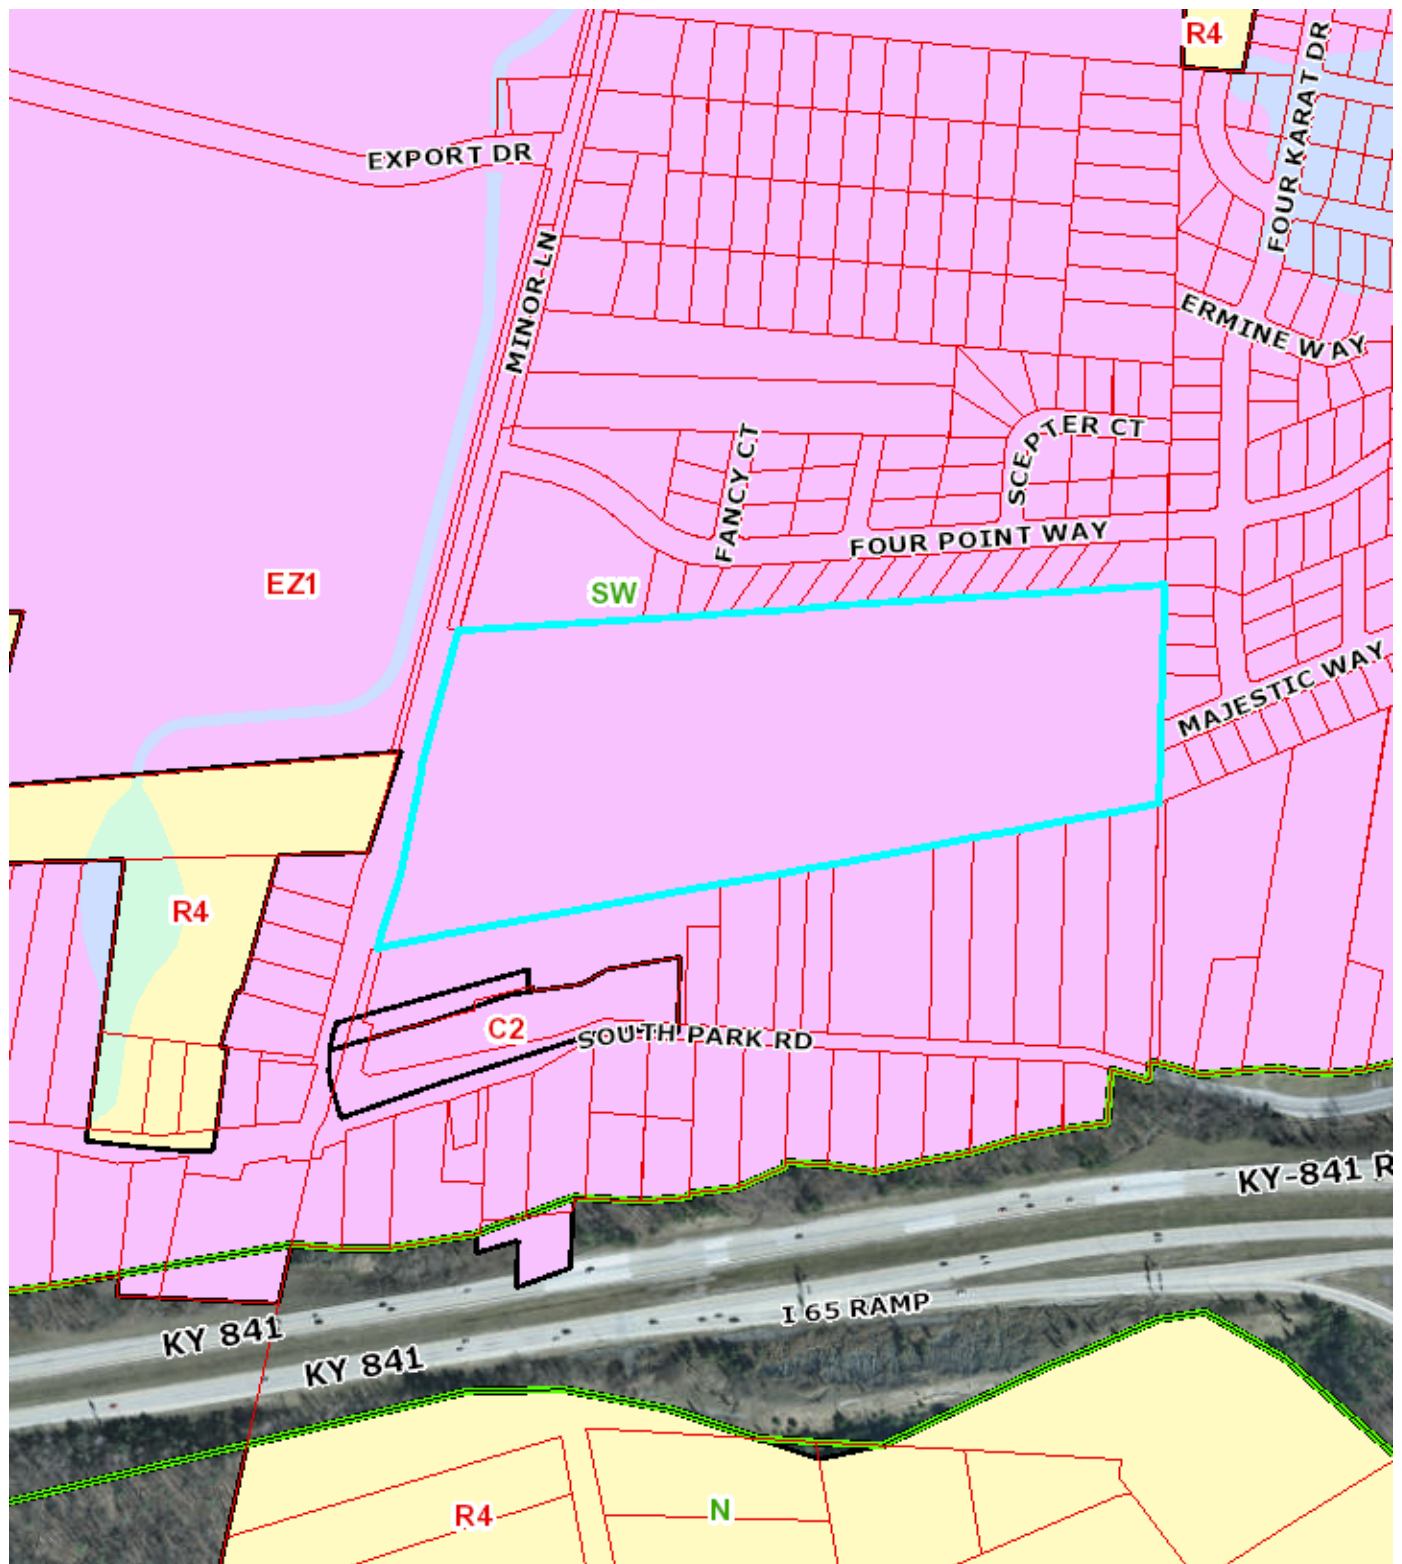 R4
FOUR KARAT DR
EXPORT DR
MINOR LN
ERMINE WAY
FANCY CT
SCEPTER CT
FOUR POINT WAY
EZ1
SW
MAJESTIC WAY
R4
C2
SOUTH PARK RD
KY-841 R
I 65 RAMP
KY 841
KY 841
R4
N